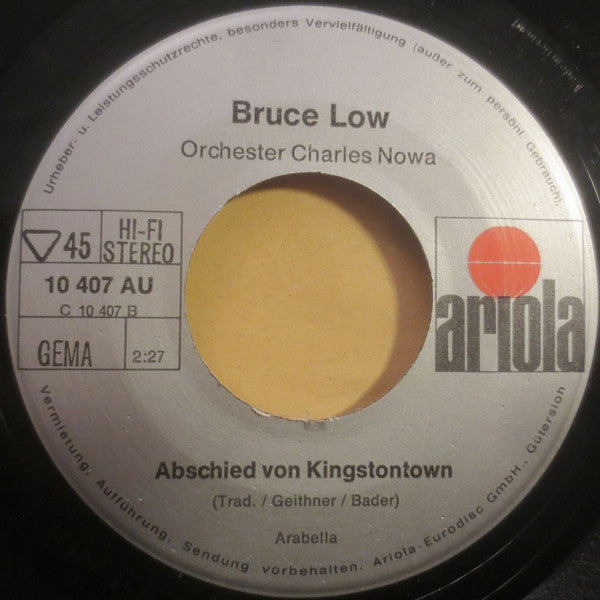 Urheber- u. Leistungsschutzrechte, besonders Vervielfältigung (außer zum persönl. Gebrauch),
Bruce Low
Orchester Charles Nowa
45
HI-FI
STEREO
10 407 AU
C 10 407 B
GEMA
2:27
ariola
Abschied von Kingstontown
(Trad. / Geithner / Bader)
Arabella
Vermietung, Aufführung, Sendung vorbehalten. Ariola-Eurodisc GmbH., Gütersloh